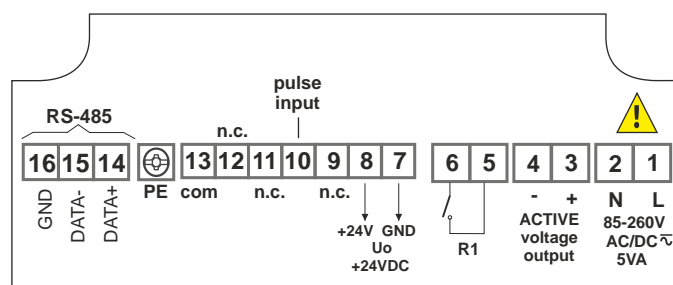 pulse
input
RS-485
n.c.
!
16 15 14 13 12 11 10 9 8 7 6 5 4 3 2 1
PE com n.c. n.c.
GND
DATA-
DATA+
+24V GND
Uo
+24VDC
R1
- +
ACTIVE
voltage
output
N L
85-260V
AC/DC
5VA